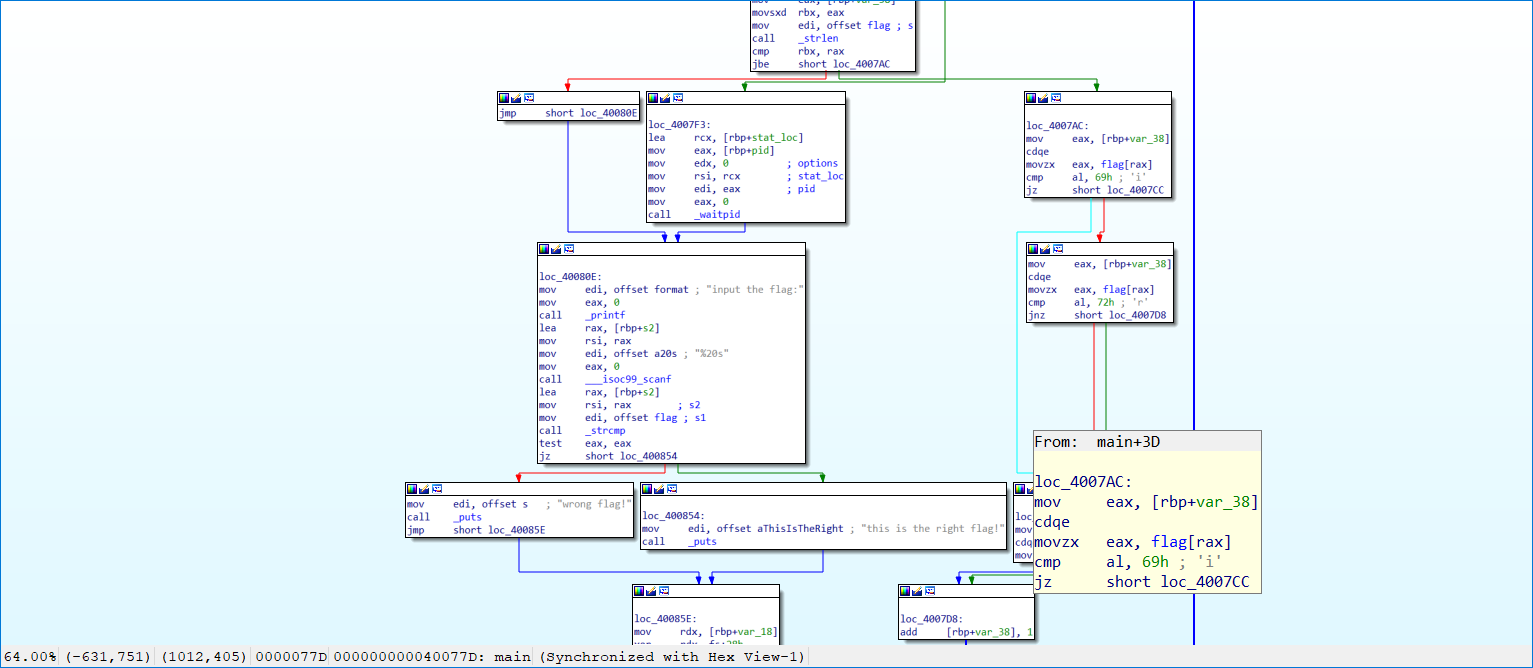 movsxd rbx, eax
mov edi, offset flag ; s
call _strlen
cmp rbx, rax
jbe short loc_4007AC
jmp short loc_40080E
loc_4007F3:
lea rcx, [rbp+stat_loc]
mov eax, [rbp+pid]
mov edx, 0 ; options
mov rsi, rcx ; stat_loc
mov edi, eax ; pid
mov eax, 0
call _waitpid
loc_4007AC:
mov eax, [rbp+var_38]
cdqe
movzx eax, flag[rax]
cmp al, 69h ; 'i'
jz short loc_4007CC
mov eax, [rbp+var_38]
cdqe
movzx eax, flag[rax]
cmp al, 72h ; 'r'
jnz short loc_4007D8
loc_40080E:
mov edi, offset format ; "input the flag:"
mov eax, 0
call _printf
lea rax, [rbp+s2]
mov rsi, rax
mov edi, offset a20s ; "%20s"
mov eax, 0
call ___isoc99_scanf
lea rax, [rbp+s2]
mov rsi, rax ; s2
mov edi, offset flag ; s1
call _strcmp
test eax, eax
jz short loc_400854
From: main+3D
loc_4007AC:
mov eax, [rbp+var_38]
cdqe
movzx eax, flag[rax]
cmp al, 69h ; 'i'
jz short loc_4007CC
mov edi, offset s ; "wrong flag!"
call _puts
jmp short loc_40085E
loc_400854:
mov edi, offset aThisIsTheRight ; "this is the right flag!"
call _puts
loc
mov
cdq
mov
loc_40085E:
mov rdx, [rbp+var_18]
loc_4007D8:
add [rbp+var_38], 1
64.00% (-631,751) (1012,405) 0000077D 000000000040077D: main (Synchronized with Hex View-1)